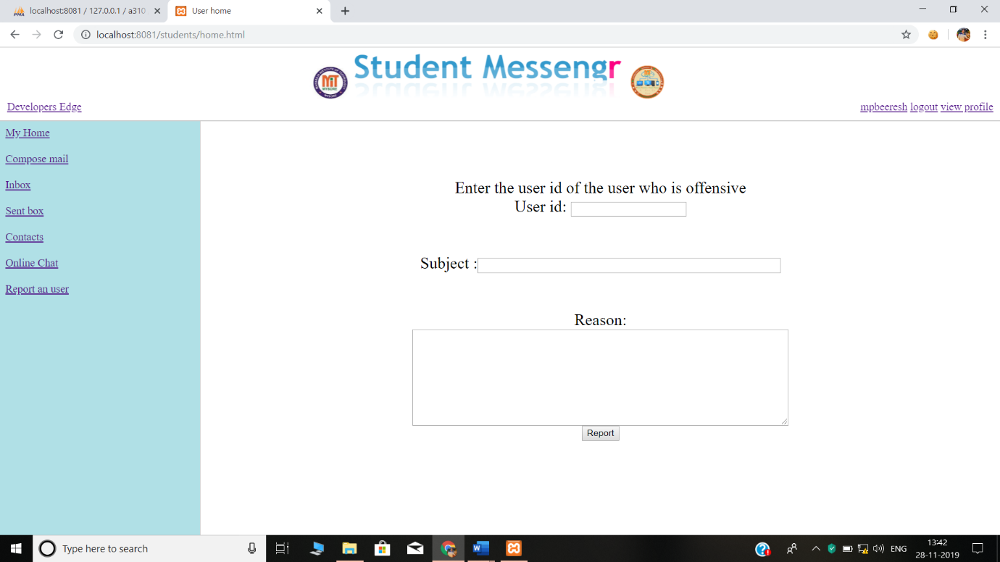 localhost:8081 / 127.0.0.1 / a310
User home
localhost:8081/students/home.html
Student Messengr
MIT
Developers Edge
mpbeeresh logout view profile
My Home
Compose mail
Inbox
Sent box
Contacts
Online Chat
Report an user
Enter the user id of the user who is offensive
User id:
Subject :
Reason:
Report
Type here to search
ENG
13:42
28-11-2019